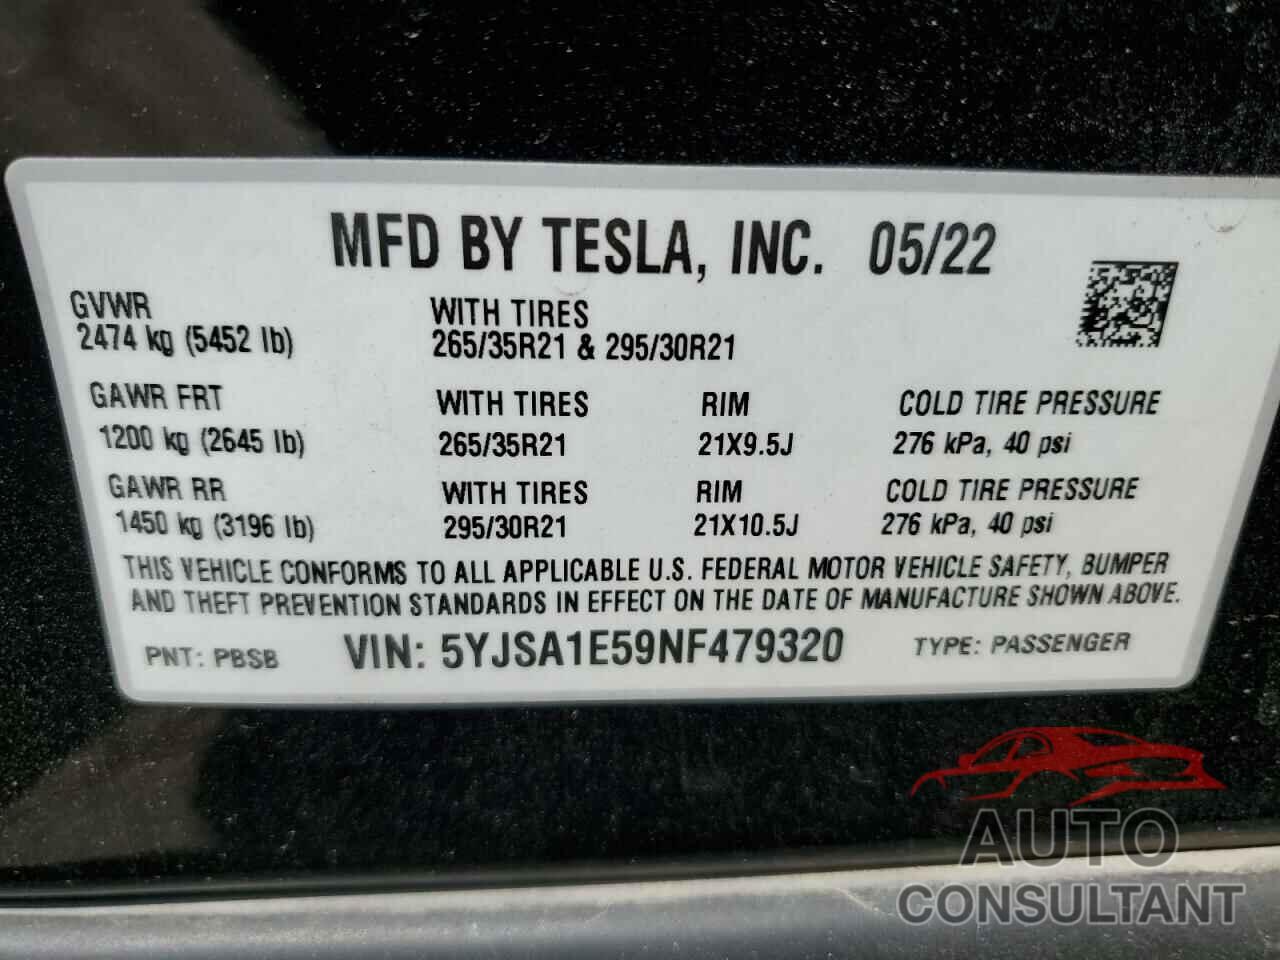 MFD BY TESLA, INC. 05/22
GVWR
2474 kg (5452 lb)
WITH TIRES
265/35R21 & 295/30R21
GAWR FRT WITH TIRES RIM COLD TIRE PRESSURE
1200 kg (2645 lb) 265/35R21 21X9.5J 276 kPa, 40 psi
GAWR RR WITH TIRES RIM COLD TIRE PRESSURE
1450 kg (3196 lb) 295/30R21 21X10.5J 276 kPa, 40 psi
THIS VEHICLE CONFORMS TO ALL APPLICABLE U.S. FEDERAL MOTOR VEHICLE SAFETY, BUMPER
AND THEFT PREVENTION STANDARDS IN EFFECT ON THE DATE OF MANUFACTURE SHOWN ABOVE.
PNT: PBSB VIN: 5YJSA1E59NF479320 TYPE: PASSENGER
AUTO
CONSULTANT